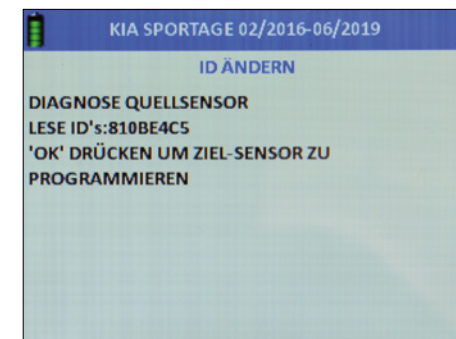 KIA SPORTAGE 02/2016-06/2019
ID ÄNDERN
DIAGNOSE QUELLSENSOR
LESE ID's:810BE4C5
'OK' DRÜCKEN UM ZIEL-SENSOR ZU
PROGRAMMIEREN